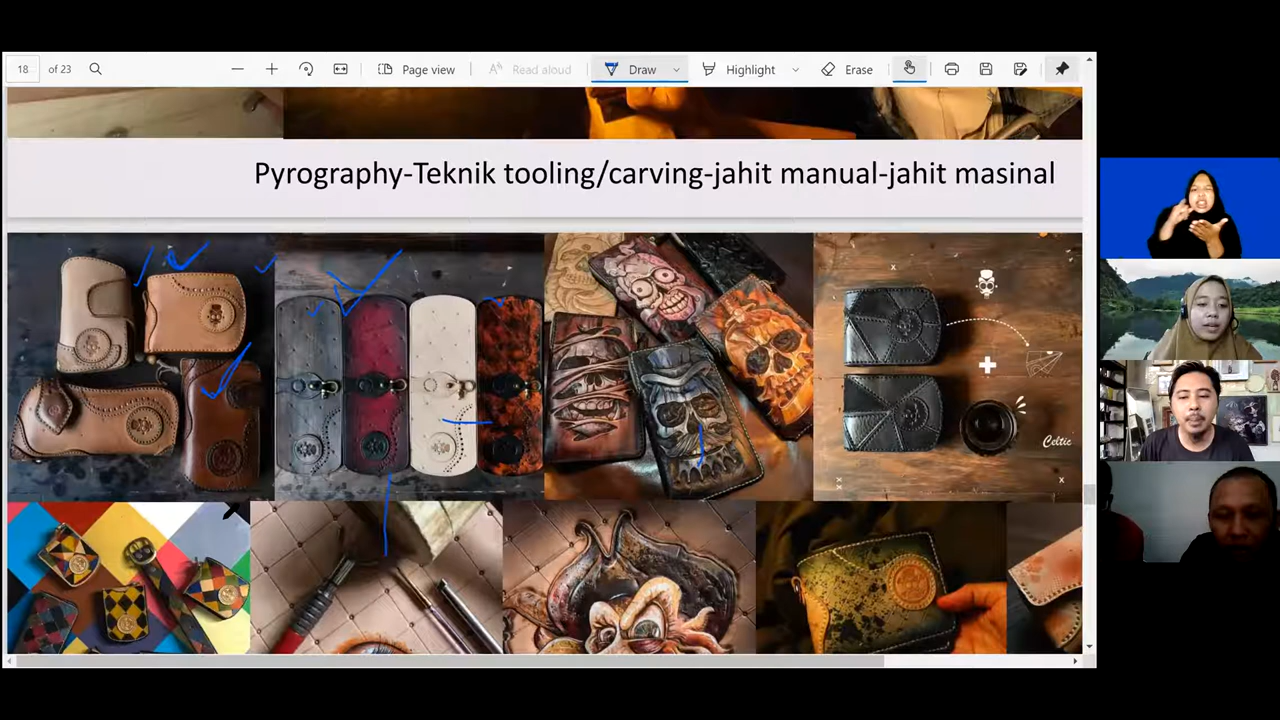 18 of 23 Page view Read aloud Draw Highlight Erase
Pyrography-Teknik tooling/carving-jahit manual-jahit masinal
x
Celtic
x
x
x